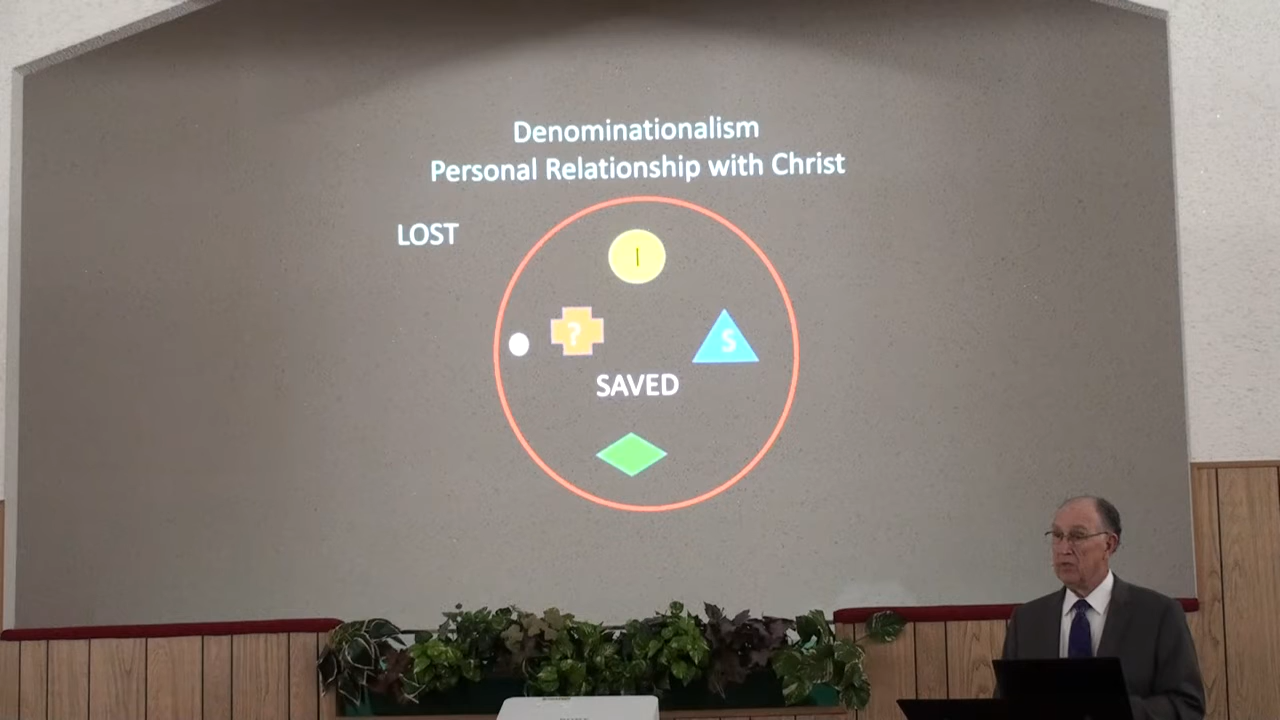 Denominationalism
Personal Relationship with Christ
LOST
I
?
S
SAVED